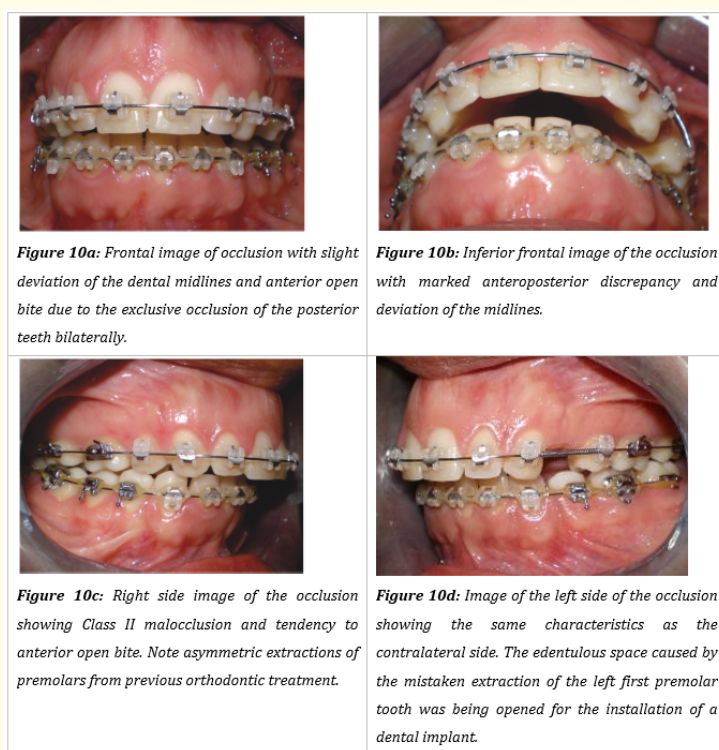 Figure 10a: Frontal image of occlusion with slight
deviation of the dental midlines and anterior open
bite due to the exclusive occlusion of the posterior
teeth bilaterally.
Figure 10b: Inferior frontal image of the occlusion
with marked anteroposterior discrepancy and
deviation of the midlines.
Figure 10c: Right side image of the occlusion
showing Class II malocclusion and tendency to
anterior open bite. Note asymmetric extractions of
premolars from previous orthodontic treatment.
Figure 10d: Image of the left side of the occlusion
showing the same characteristics as the
contralateral side. The edentulous space caused by
the mistaken extraction of the left first premolar
tooth was being opened for the installation of a
dental implant.